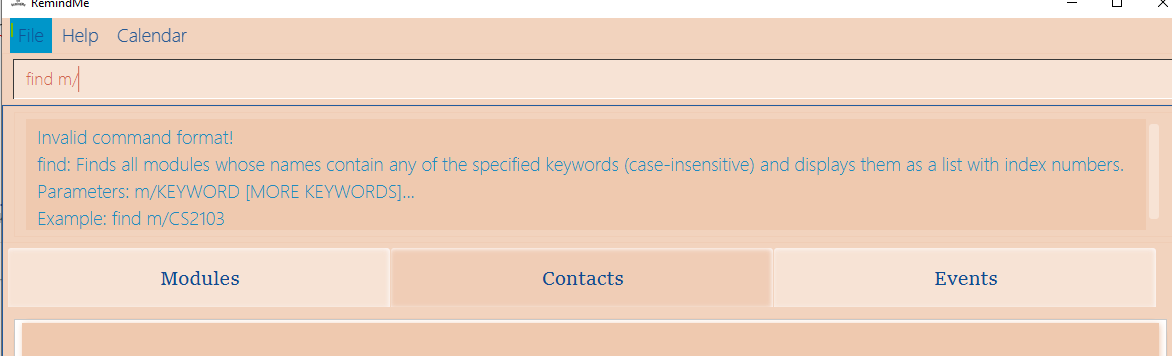 RemindMe
File Help Calendar
find m/
Invalid command format!
find: Finds all modules whose names contain any of the specified keywords (case-insensitive) and displays them as a list with index numbers.
Parameters: m/KEYWORD [MORE KEYWORDS]...
Example: find m/CS2103
Modules Contacts Events